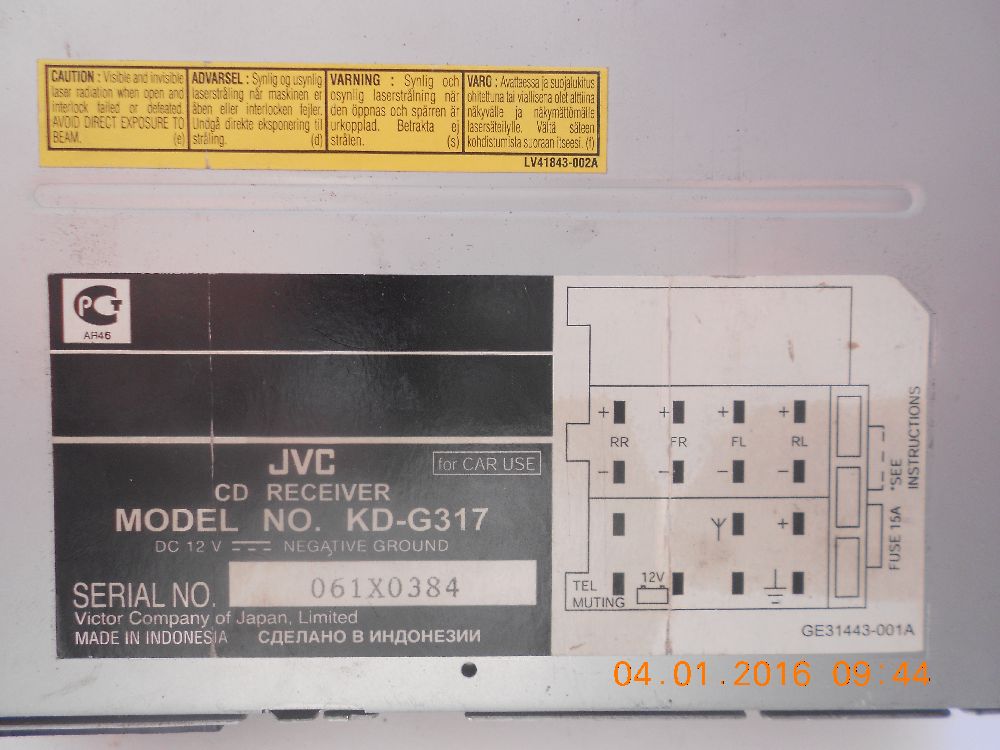 CAUTION : Visible and invisible
laser radiation when open and
interlock failed or defeated.
AVOID DIRECT EXPOSURE TO
BEAM. (e)
ADVARSEL : Synlig og usynlig
laserstråling når maskinen er
åben eller interlocken fejler.
Undgå direkte eksponering til
stråling. (d)
VARNING : Synlig och
osynlig laserstrålning när
den öppnas och spärren är
urkopplad. Betrakta ej
strålen. (s)
VARO : Avattaessa ja suojalukitus
ohitettuna tai viallisena olet alttiina
näkyvälle ja näkymättömälle
lasersäteilylle. Vältä säteen
kohdistumista suoraan itseesi. (f)
LV41843-002A
РСТ
АЯ46
JVC
for CAR USE
CD RECEIVER
MODEL NO. KD-G317
DC 12 V NEGATIVE GROUND
SERIAL NO. 061X0384
Victor Company of Japan, Limited
MADE IN INDONESIA СДЕЛАНО В ИНДОНЕЗИИ
+ + + +
RR FR FL RL
- - - -
+
TEL
MUTING
12V
*SEE
INSTRUCTIONS
FUSE 15A
GE31443-001A
04.01.2016 09:44